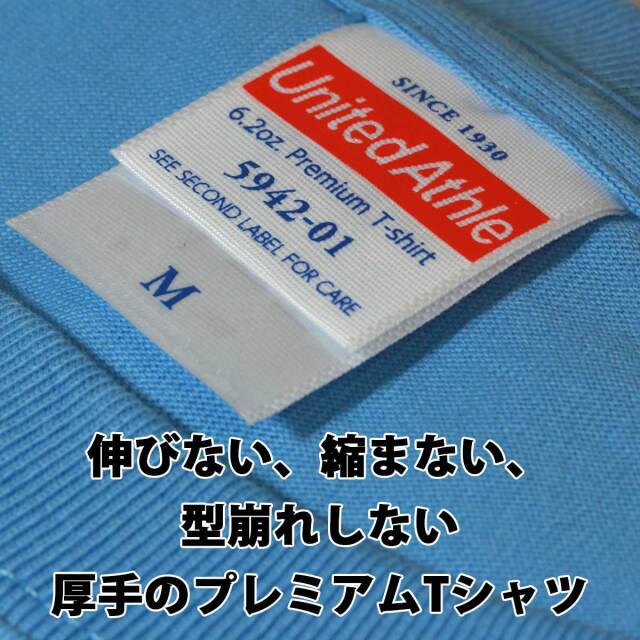 SINCE 1930
UnitedAthle
6.2oz Premium T-shirt
5942-01
SEE SECOND LABEL FOR CARE
M
伸びない、縮まない、
型崩れしない
厚手のプレミアムTシャツ